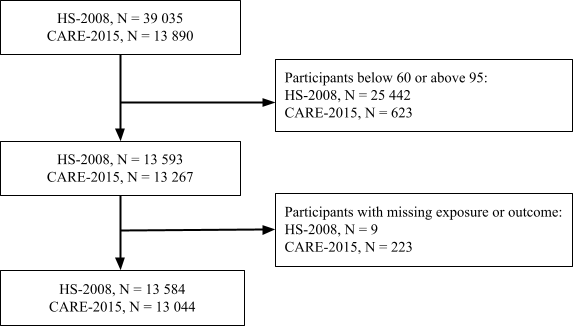 HS-2008, N = 39 035
CARE-2015, N = 13 890
Participants below 60 or above 95:
HS-2008, N = 25 442
CARE-2015, N = 623
HS-2008, N = 13 593
CARE-2015, N = 13 267
Participants with missing exposure or outcome:
HS-2008, N = 9
CARE-2015, N = 223
HS-2008, N = 13 584
CARE-2015, N = 13 044